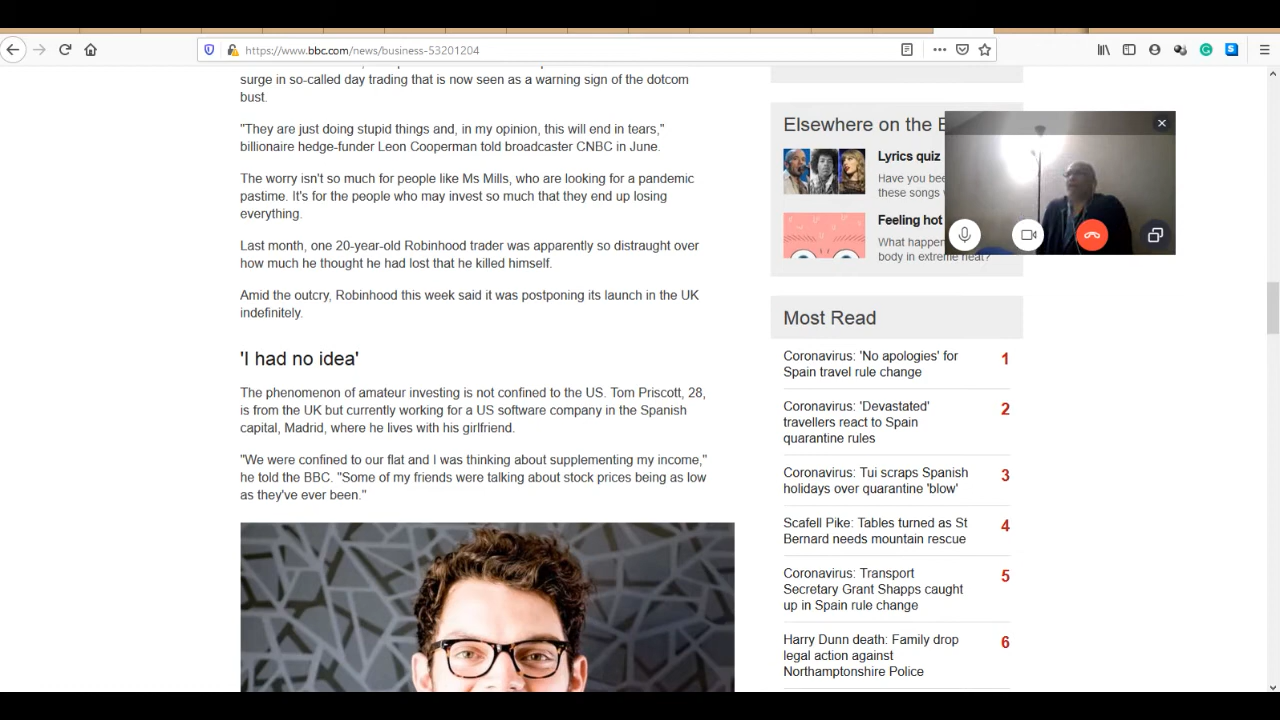 https://www.bbc.com/news/business-53201204
surge in so-called day trading that is now seen as a warning sign of the dotcom
bust.
"They are just doing stupid things and, in my opinion, this will end in tears,"
billionaire hedge-funder Leon Cooperman told broadcaster CNBC in June.
The worry isn't so much for people like Ms Mills, who are looking for a pandemic
pastime. It's for the people who may invest so much that they end up losing
everything.
Last month, one 20-year-old Robinhood trader was apparently so distraught over
how much he thought he had lost that he killed himself.
Amid the outcry, Robinhood this week said it was postponing its launch in the UK
indefinitely.
'I had no idea'
The phenomenon of amateur investing is not confined to the US. Tom Priscott, 28,
is from the UK but currently working for a US software company in the Spanish
capital, Madrid, where he lives with his girlfriend.
"We were confined to our flat and I was thinking about supplementing my income,"
he told the BBC. "Some of my friends were talking about stock prices being as low
as they've ever been."
Elsewhere on the
Lyrics quiz
Have you
these songs
Feeling hot
What
body in extreme heat?
Most Read
Coronavirus: 'No apologies' for
Spain travel rule change
1
Coronavirus: 'Devastated'
travellers react to Spain
quarantine rules
2
Coronavirus: Tui scraps Spanish
holidays over quarantine 'blow'
3
Scafell Pike: Tables turned as St
Bernard needs mountain rescue
4
Coronavirus: Transport
Secretary Grant Shapps caught
up in Spain rule change
5
Harry Dunn death: Family drop
legal action against
Northamptonshire Police
6